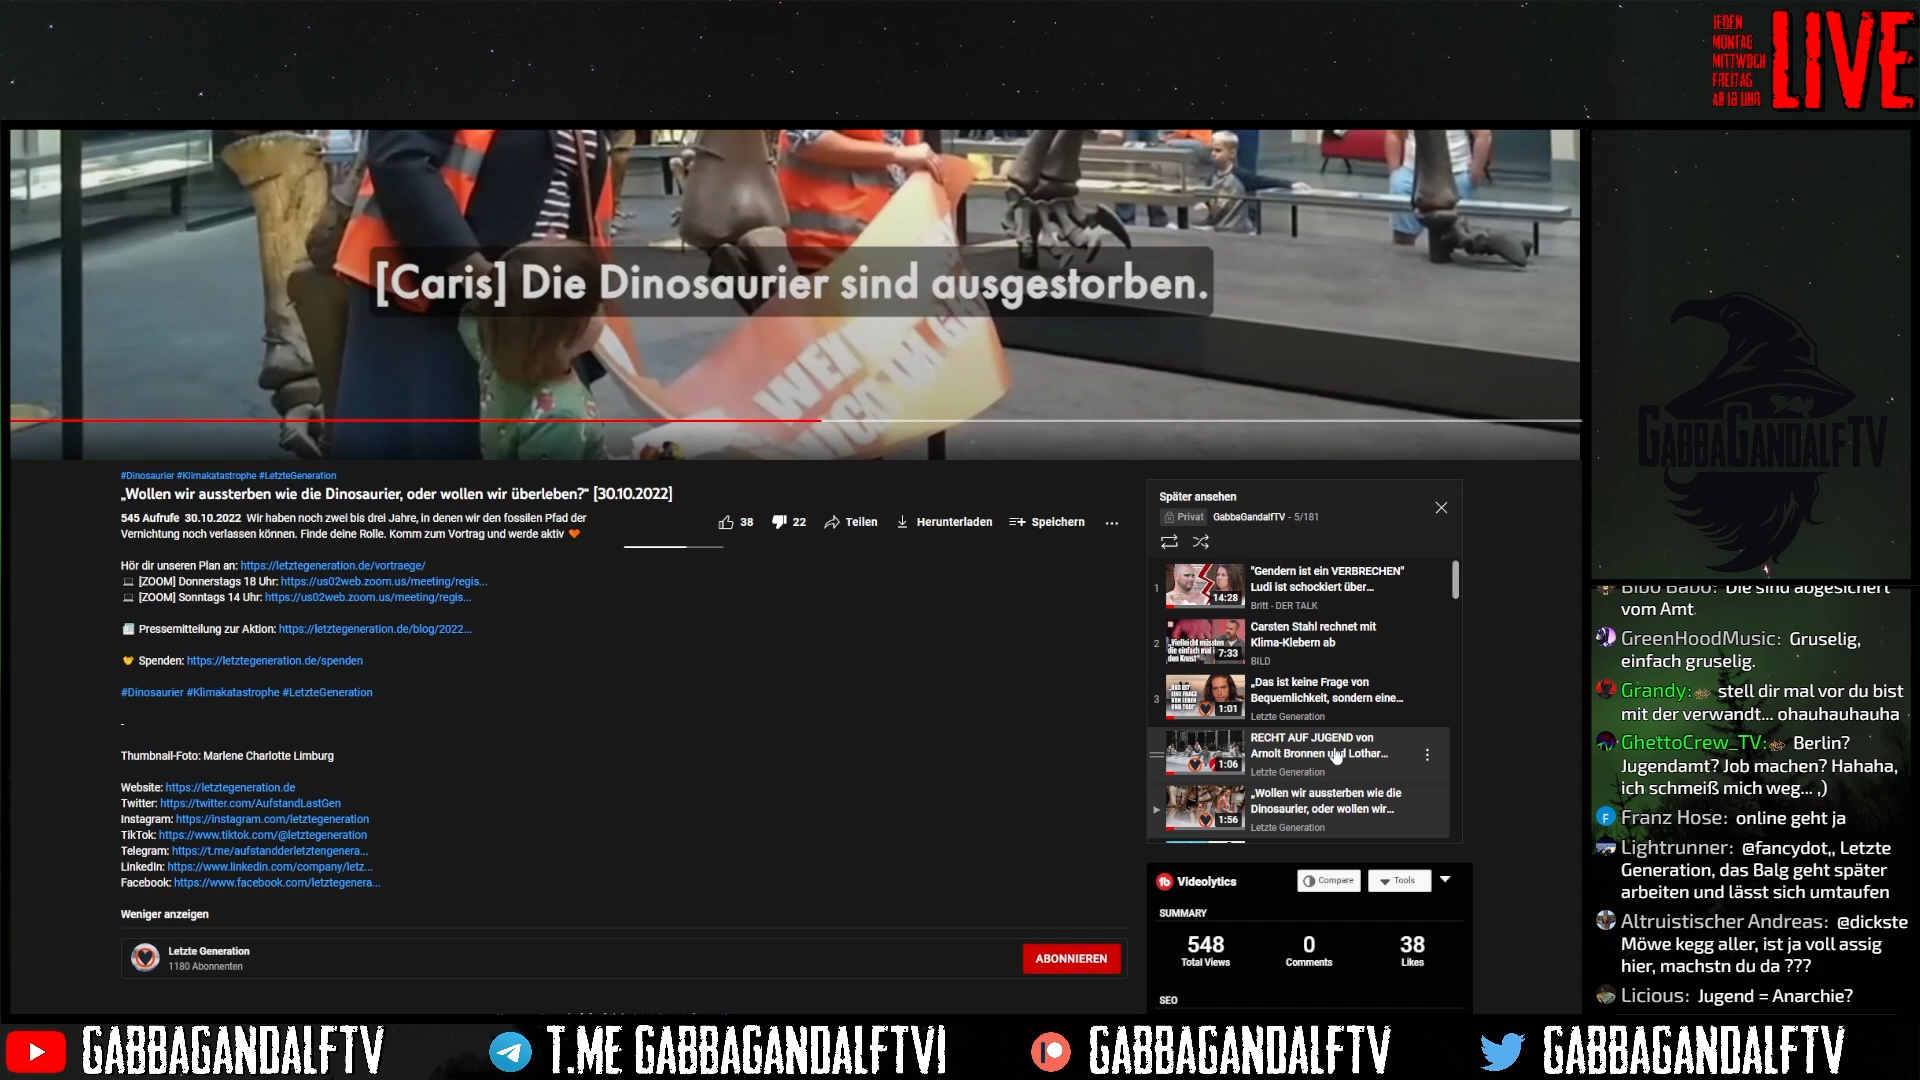 JEDEN
MONTAG
MITTWOCH
FREITAG
AB 18 UHR
LIVE
[Caris] Die Dinosaurier sind ausgestorben.
#Dinosaurier #Klimakatastrophe #LetzteGeneration
„Wollen wir aussterben wie die Dinosaurier, oder wollen wir überleben?“ [30.10.2022]
545 Aufrufe 30.10.2022 Wir haben noch zwei bis drei Jahre, in denen wir den fossilen Pfad der
Vernichtung noch verlassen können. Finde deine Rolle. Komm zum Vortrag und werde aktiv 🧡
38
22
Teilen
Herunterladen
Speichern
...
Hör dir unseren Plan an: https://letztegeneration.de/vortraege/
💻 [ZOOM] Donnerstags 18 Uhr: https://us02web.zoom.us/meeting/regis...
💻 [ZOOM] Sonntags 14 Uhr: https://us02web.zoom.us/meeting/regis...
Pressemitteilung zur Aktion: https://letztegeneration.de/blog/2022...
Spenden: https://letztegeneration.de/spenden
#Dinosaurier #Klimakatastrophe #LetzteGeneration
-
Thumbnail-Foto: Marlene Charlotte Limburg
Website: https://letztegeneration.de
Twitter: https://twitter.com/AufstandLastGen
Instagram: https://instagram.com/letztegeneration
TikTok: https://www.tiktok.com/@letztegeneration
Telegram: https://t.me/aufstandderletztengenera...
LinkedIn: https://www.linkedin.com/company/letz...
Facebook: https://www.facebook.com/letztegenera...
Weniger anzeigen
Letzte Generation
1180 Abonnenten
ABONNIEREN
Später ansehen
Privat GabbaGandalfTV - 5/181
1
14:28
"Gendern ist ein VERBRECHEN"
Ludi ist schockiert über...
Britt - DER TALK
2
7:33
Carsten Stahl rechnet mit
Klima-Klebern ab
BILD
3
1:01
„Das ist keine Frage von
Bequemlichkeit, sondern eine...
Letzte Generation
1:06
RECHT AUF JUGEND von
Arnolt Bronnen und Lothar...
Letzte Generation
1:56
„Wollen wir aussterben wie die
Dinosaurier, oder wollen wir...
Letzte Generation
Videolytics
Compare
Tools
SUMMARY
548
Total Views
0
Comments
38
Likes
SEO
GABBAGANDALFTV
Bibo Babo: Die sind abgesichert
vom Amt.
GreenHoodMusic: Gruselig,
einfach gruselig.
Grandy: stell dir mal vor du bist
mit der verwandt... ohauhauhauha
GhettoCrew_TV: Berlin?
Jugendamt? Job machen? Hahaha,
ich schmeiß mich weg... ,)
Franz Hose: online geht ja
Lightrunner: @fancydot,, Letzte
Generation, das Balg geht später
arbeiten und lässt sich umtaufen
Altruistischer Andreas: @dickste
Möwe kegg aller, ist ja voll assig
hier, machstn du da ???
Licious: Jugend = Anarchie?
GABBAGANDALFTV
T.ME GABBAGANDALFTV1
GABBAGANDALFTV
GABBAGANDALFTV